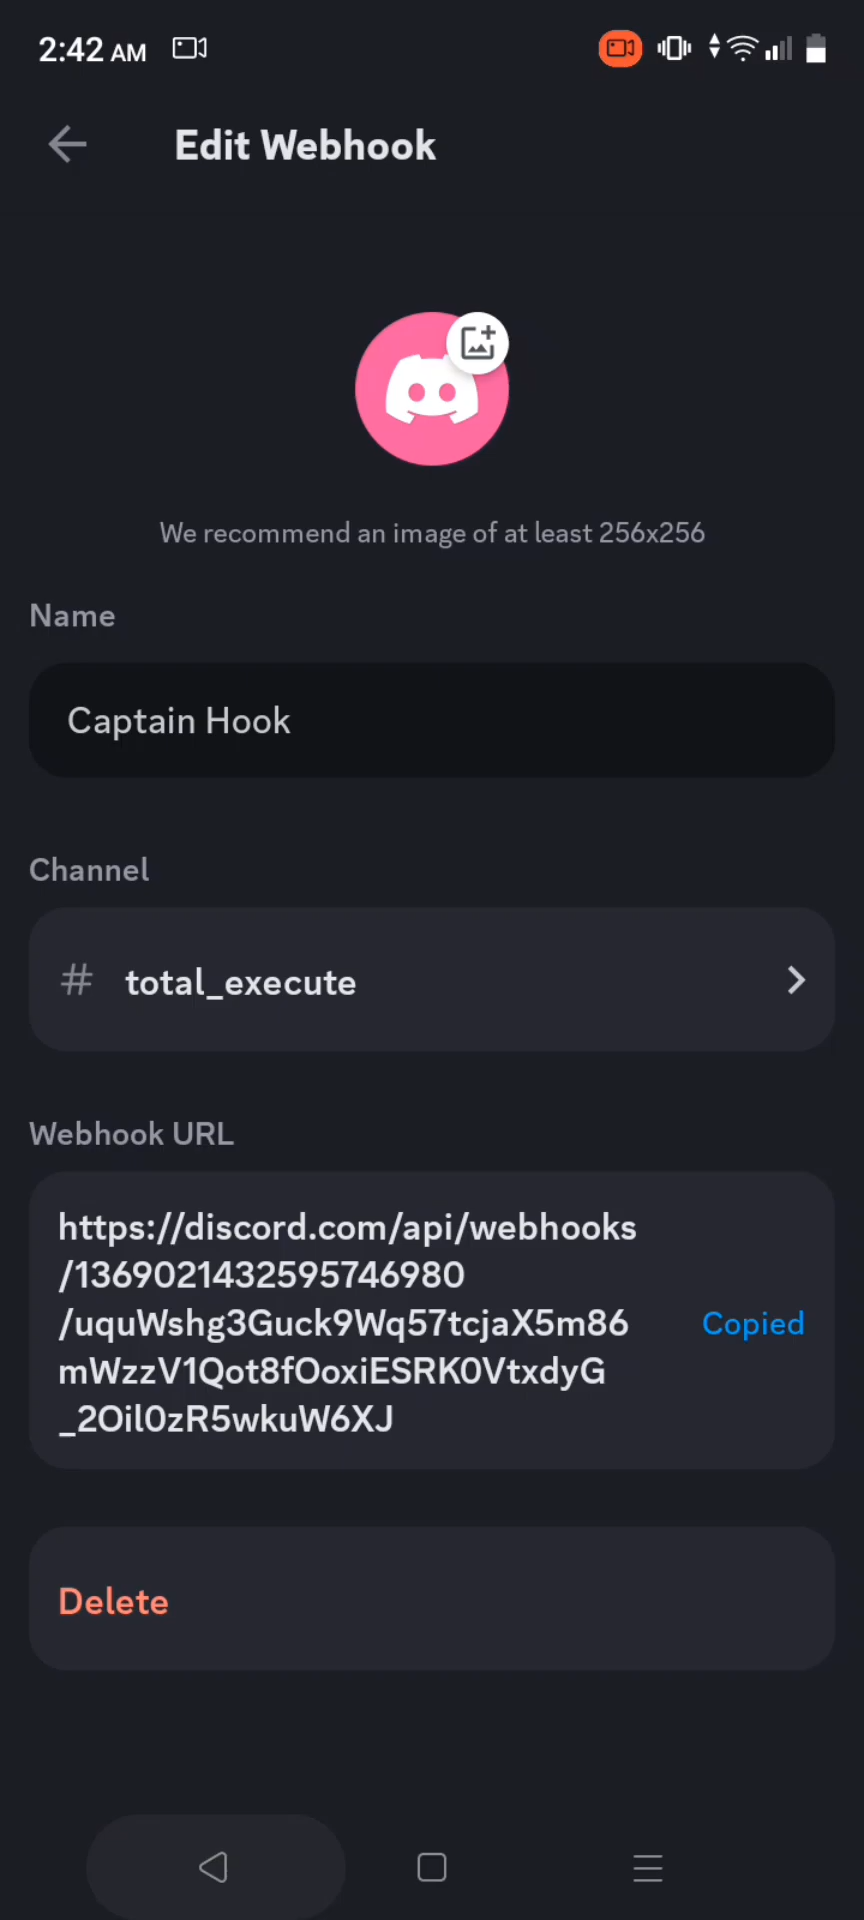 2:42 AM
Edit Webhook
We recommend an image of at least 256x256
Name
Captain Hook
Channel
# total_execute
Webhook URL
https://discord.com/api/webhooks
/1369021432595746980
/uquWshg3Guck9Wq57tcjaX5m86
mWzzV1Qot8fOoxiESRK0VtxdyG
_2Oil0zR5wkuW6XJ
Copied
Delete